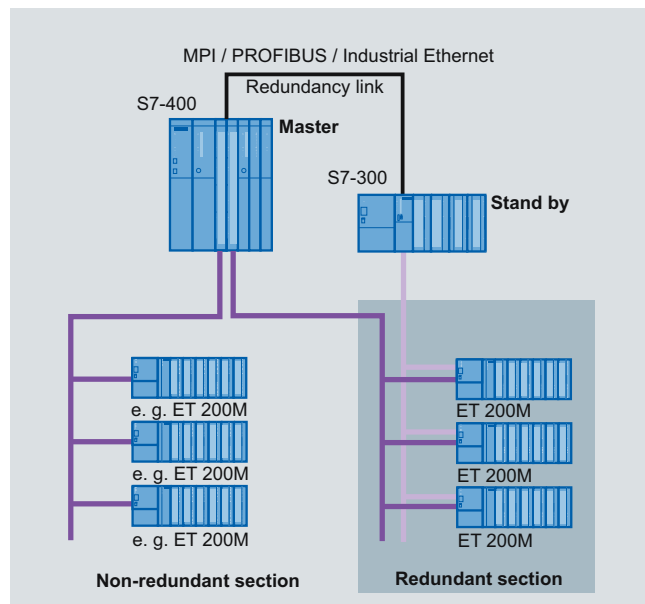 MPI / PROFIBUS / Industrial Ethernet
Redundancy link
S7-400
Master
S7-300
Stand by
e. g. ET 200M
ET 200M
e. g. ET 200M
ET 200M
e. g. ET 200M
ET 200M
Non-redundant section
Redundant section